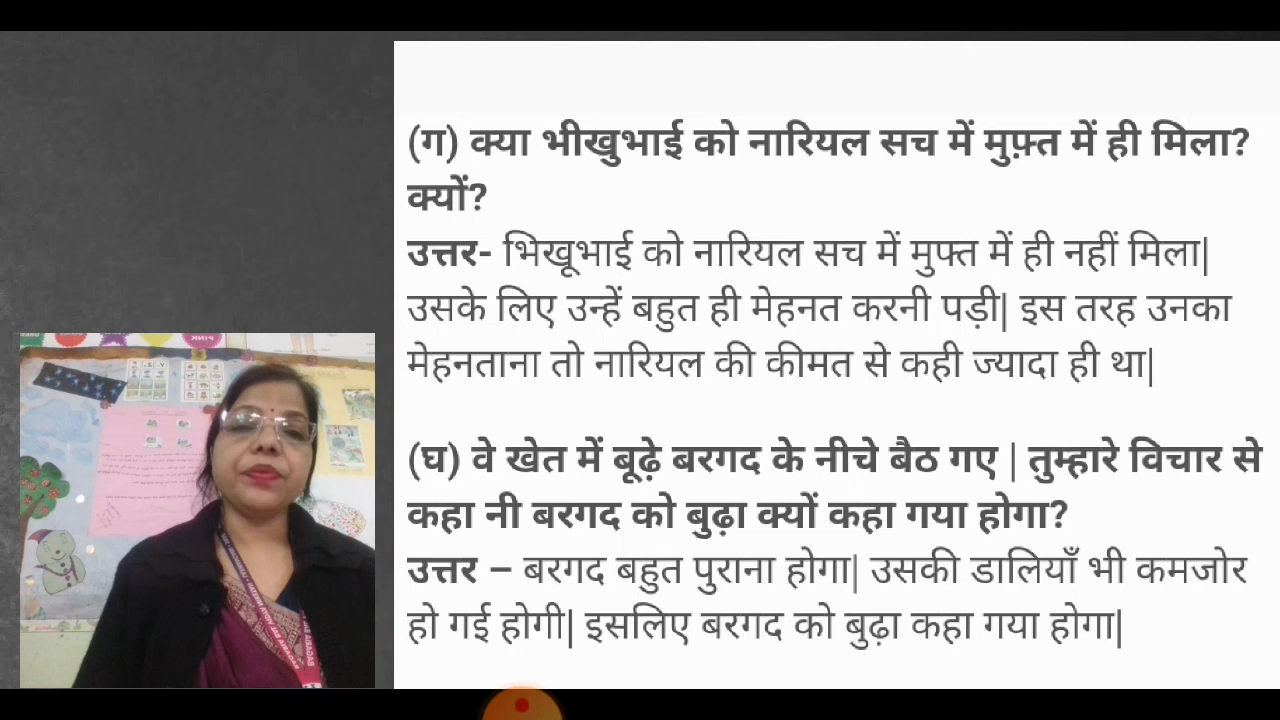 (ग) क्या भीखुभाई को नारियल सच में मुफ़्त में ही मिला?
क्यों?
उत्तर- भिखूभाई को नारियल सच में मुफ्त में ही नहीं मिला|
उसके लिए उन्हें बहुत ही मेहनत करनी पड़ी| इस तरह उनका
मेहनताना तो नारियल की कीमत से कही ज्यादा ही था|
(घ) वे खेत में बूढ़े बरगद के नीचे बैठ गए | तुम्हारे विचार से
कहा नी बरगद को बुढ़ा क्यों कहा गया होगा?
उत्तर – बरगद बहुत पुराना होगा| उसकी डालियाँ भी कमजोर
हो गई होगी| इसलिए बरगद को बुढ़ा कहा गया होगा|